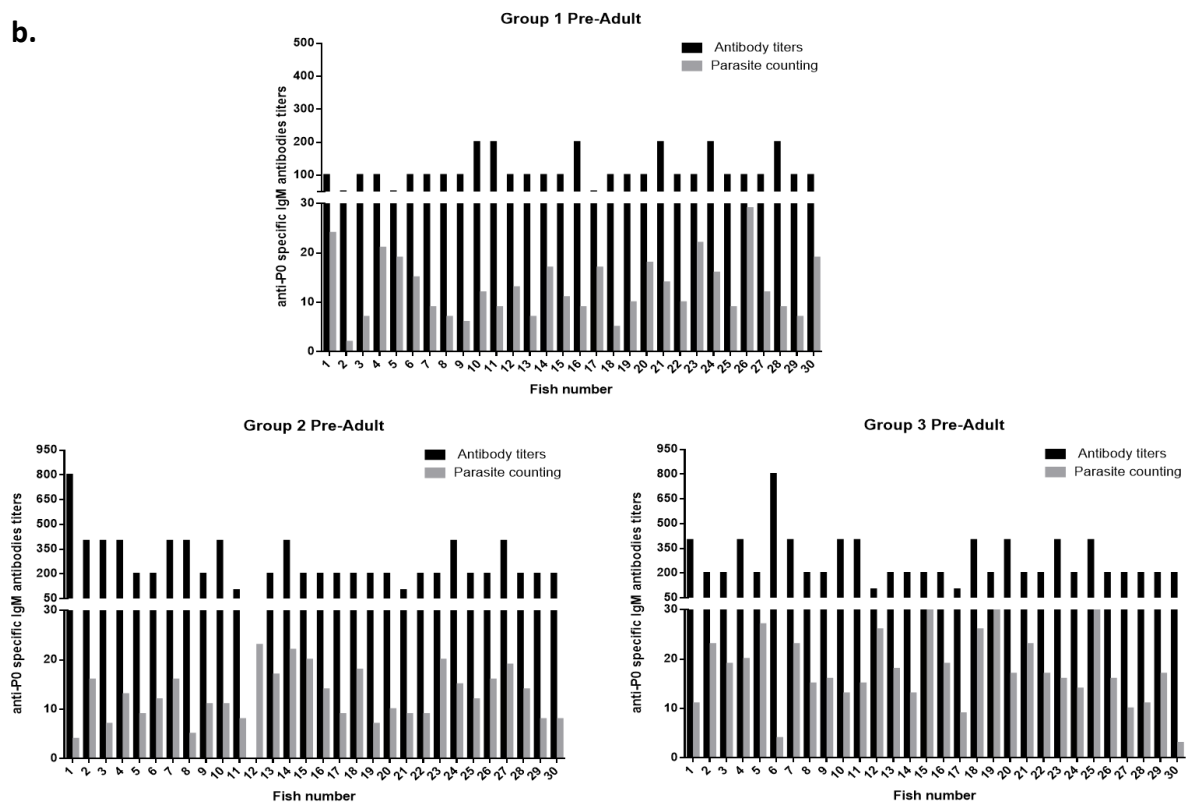 b.
Group 1 Pre-Adult
Antibody titers
Parasite counting
anti-P0 specific IgM antibodies titers
500
400
300
200
100
30
20
10
0
1 2 3 4 5 6 7 8 9 10 11 12 13 14 15 16 17 18 19 20 21 22 23 24 25 26 27 28 29 30
Fish number
Group 2 Pre-Adult
Antibody titers
Parasite counting
anti-P0 specific IgM antibodies titers
950
800
650
500
350
200
50
30
20
10
0
1 2 3 4 5 6 7 8 9 10 11 12 13 14 15 16 17 18 19 20 21 22 23 24 25 26 27 28 29 30
Fish number
Group 3 Pre-Adult
Antibody titers
Parasite counting
anti-P0 specific IgM antibodies titers
950
800
650
500
350
200
50
30
20
10
0
1 2 3 4 5 6 7 8 9 10 11 12 13 14 15 16 17 18 19 20 21 22 23 24 25 26 27 28 29 30
Fish number